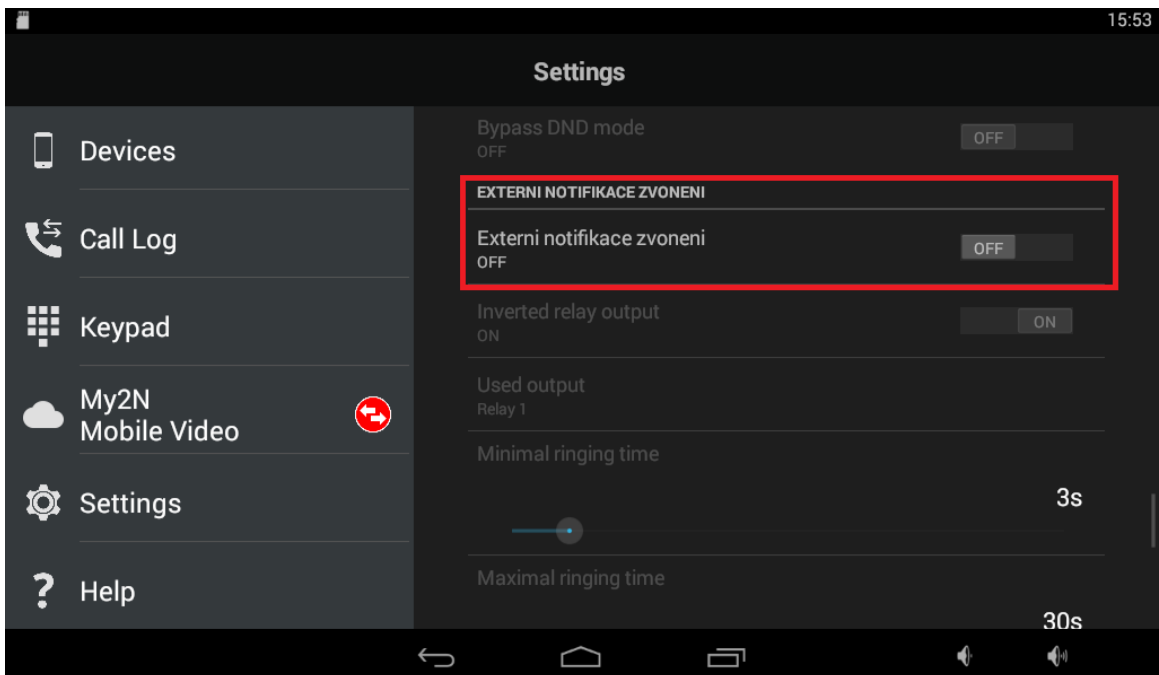 15:53
Settings
Devices
Call Log
Keypad
My2N
Mobile Video
Settings
Help
Bypass DND mode
OFF
OFF
EXTERNI NOTIFIKACE ZVONENI
Externi notifikace zvoneni
OFF
OFF
Inverted relay output
ON
ON
Used output
Relay 1
Minimal ringing time
3s
Maximal ringing time
30s